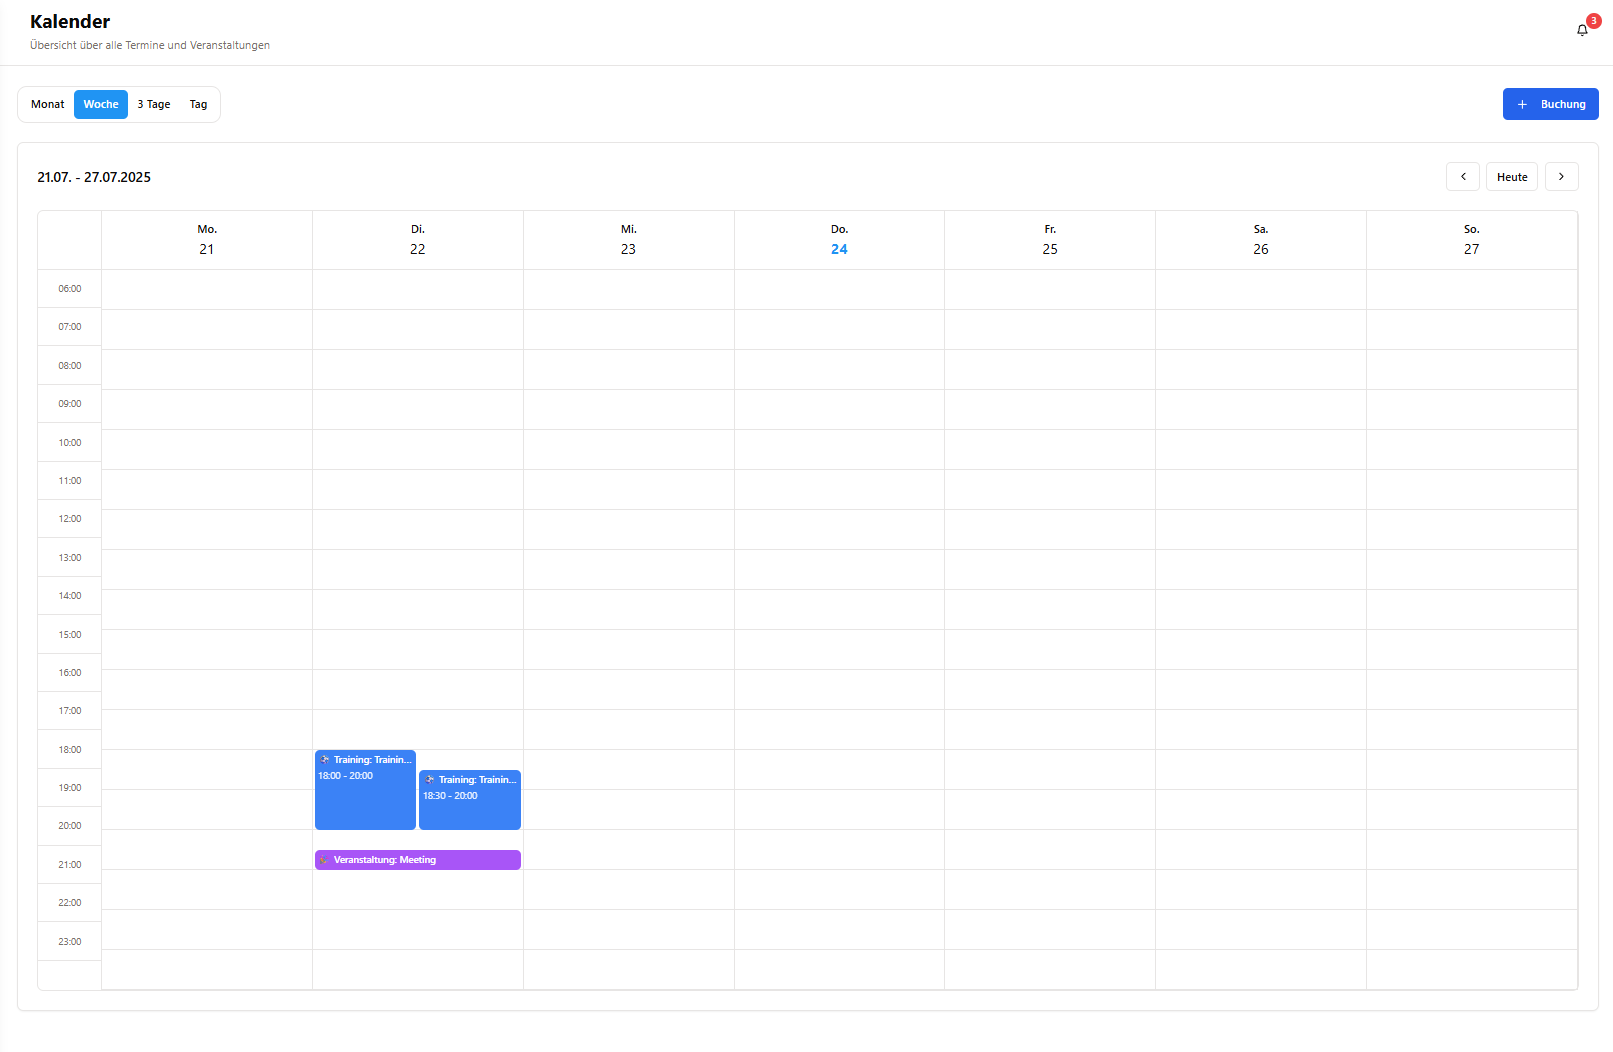 Kalender
Übersicht über alle Termine und Veranstaltungen
3
Monat Woche 3 Tage Tag
Buchung
21.07. - 27.07.2025
Heute
Mo. Di. Mi. Do. Fr. Sa. So.
21 22 23 24 25 26 27
06:00
07:00
08:00
09:00
10:00
11:00
12:00
13:00
14:00
15:00
16:00
17:00
18:00
Training: Trainin...
18:00 - 20:00
Training: Trainin...
18:30 - 20:00
19:00
20:00
21:00
Veranstaltung: Meeting
22:00
23:00